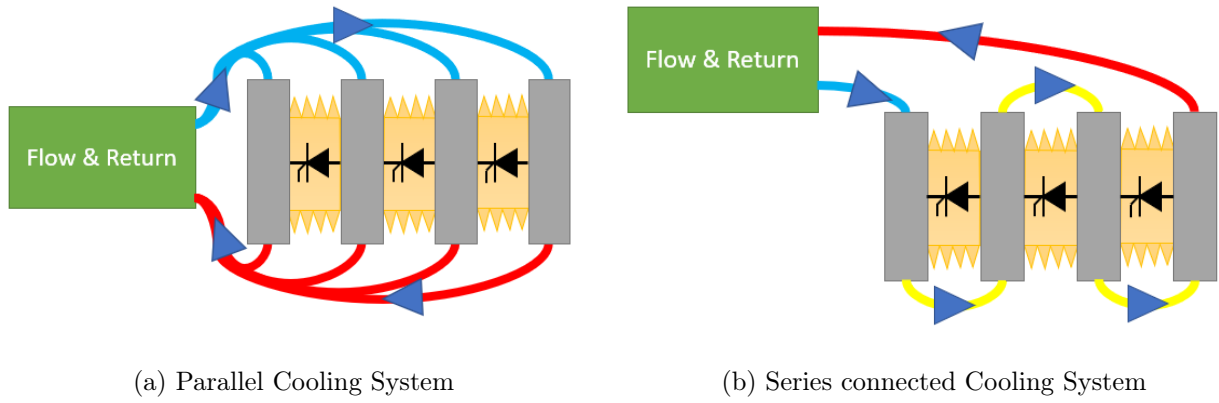 Flow & Return
Flow & Return
(a) Parallel Cooling System
(b) Series connected Cooling System